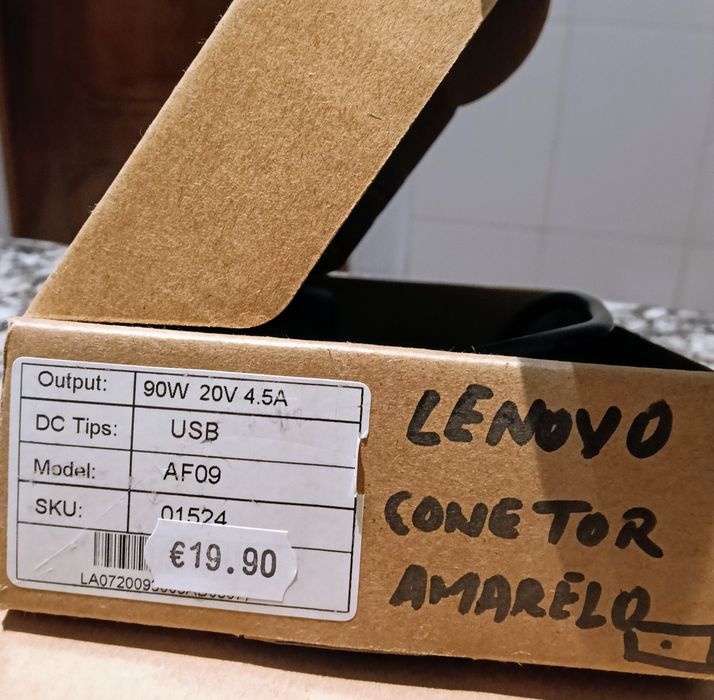 Output: 90W 20V 4.5A
DC Tips: USB
Model: AF09
SKU: 01524
€19.90
LENOVO
CONETOR
AMARELO